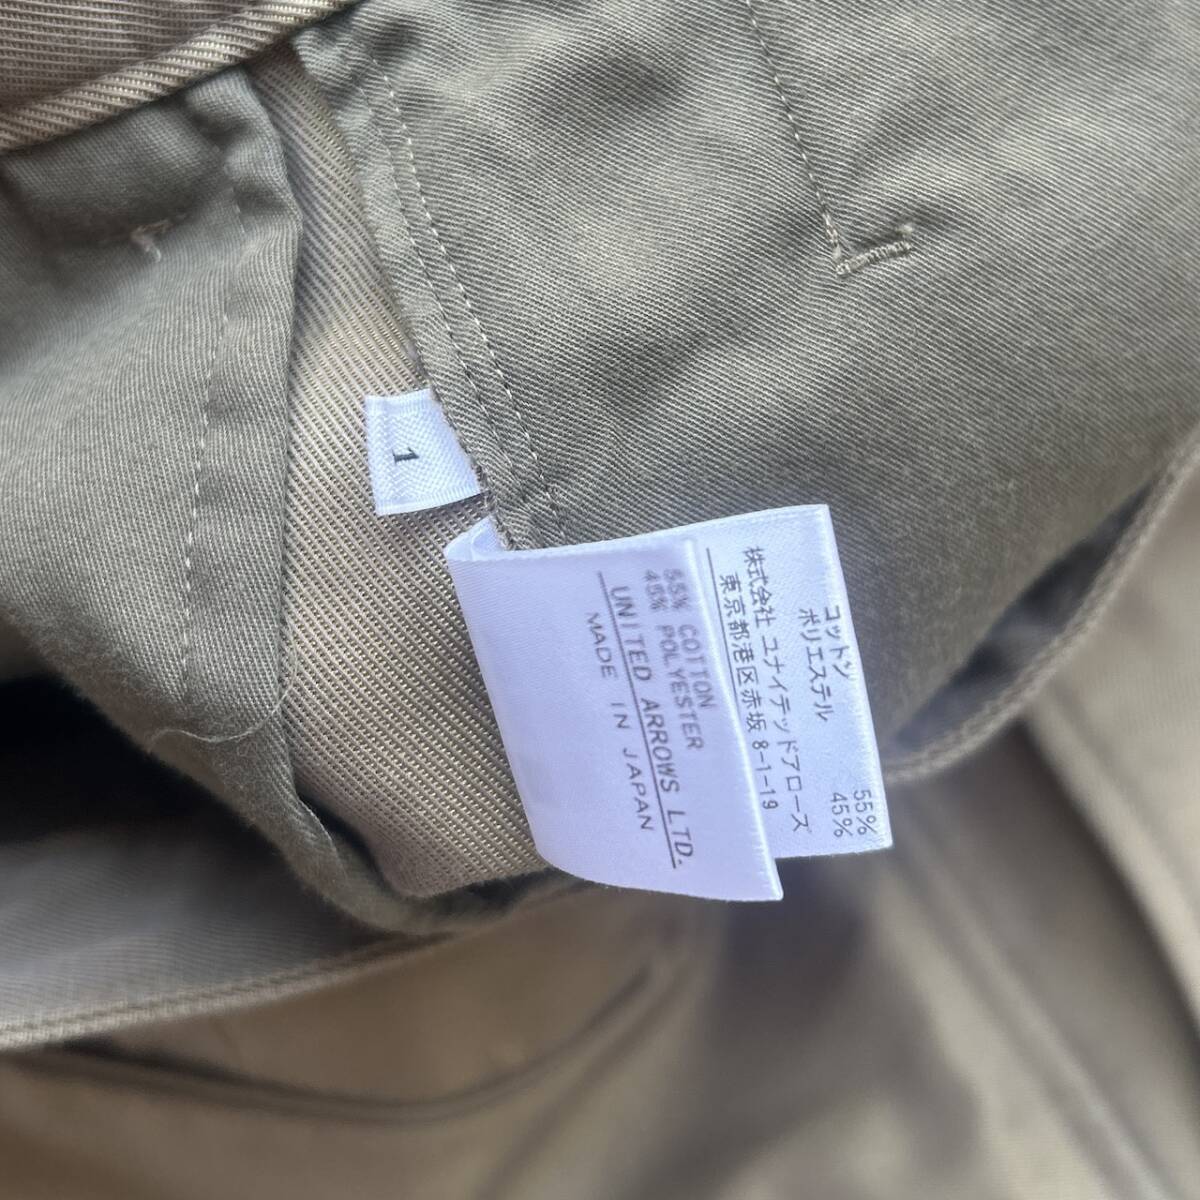 1
55% COTTON
45% POLYESTER
UNITED ARROWS LTD.
MADE IN JAPAN
コットン 55%
ポリエステル 45%
株式会社 ユナイテッドアローズ
東京都港区赤坂 8-1-19